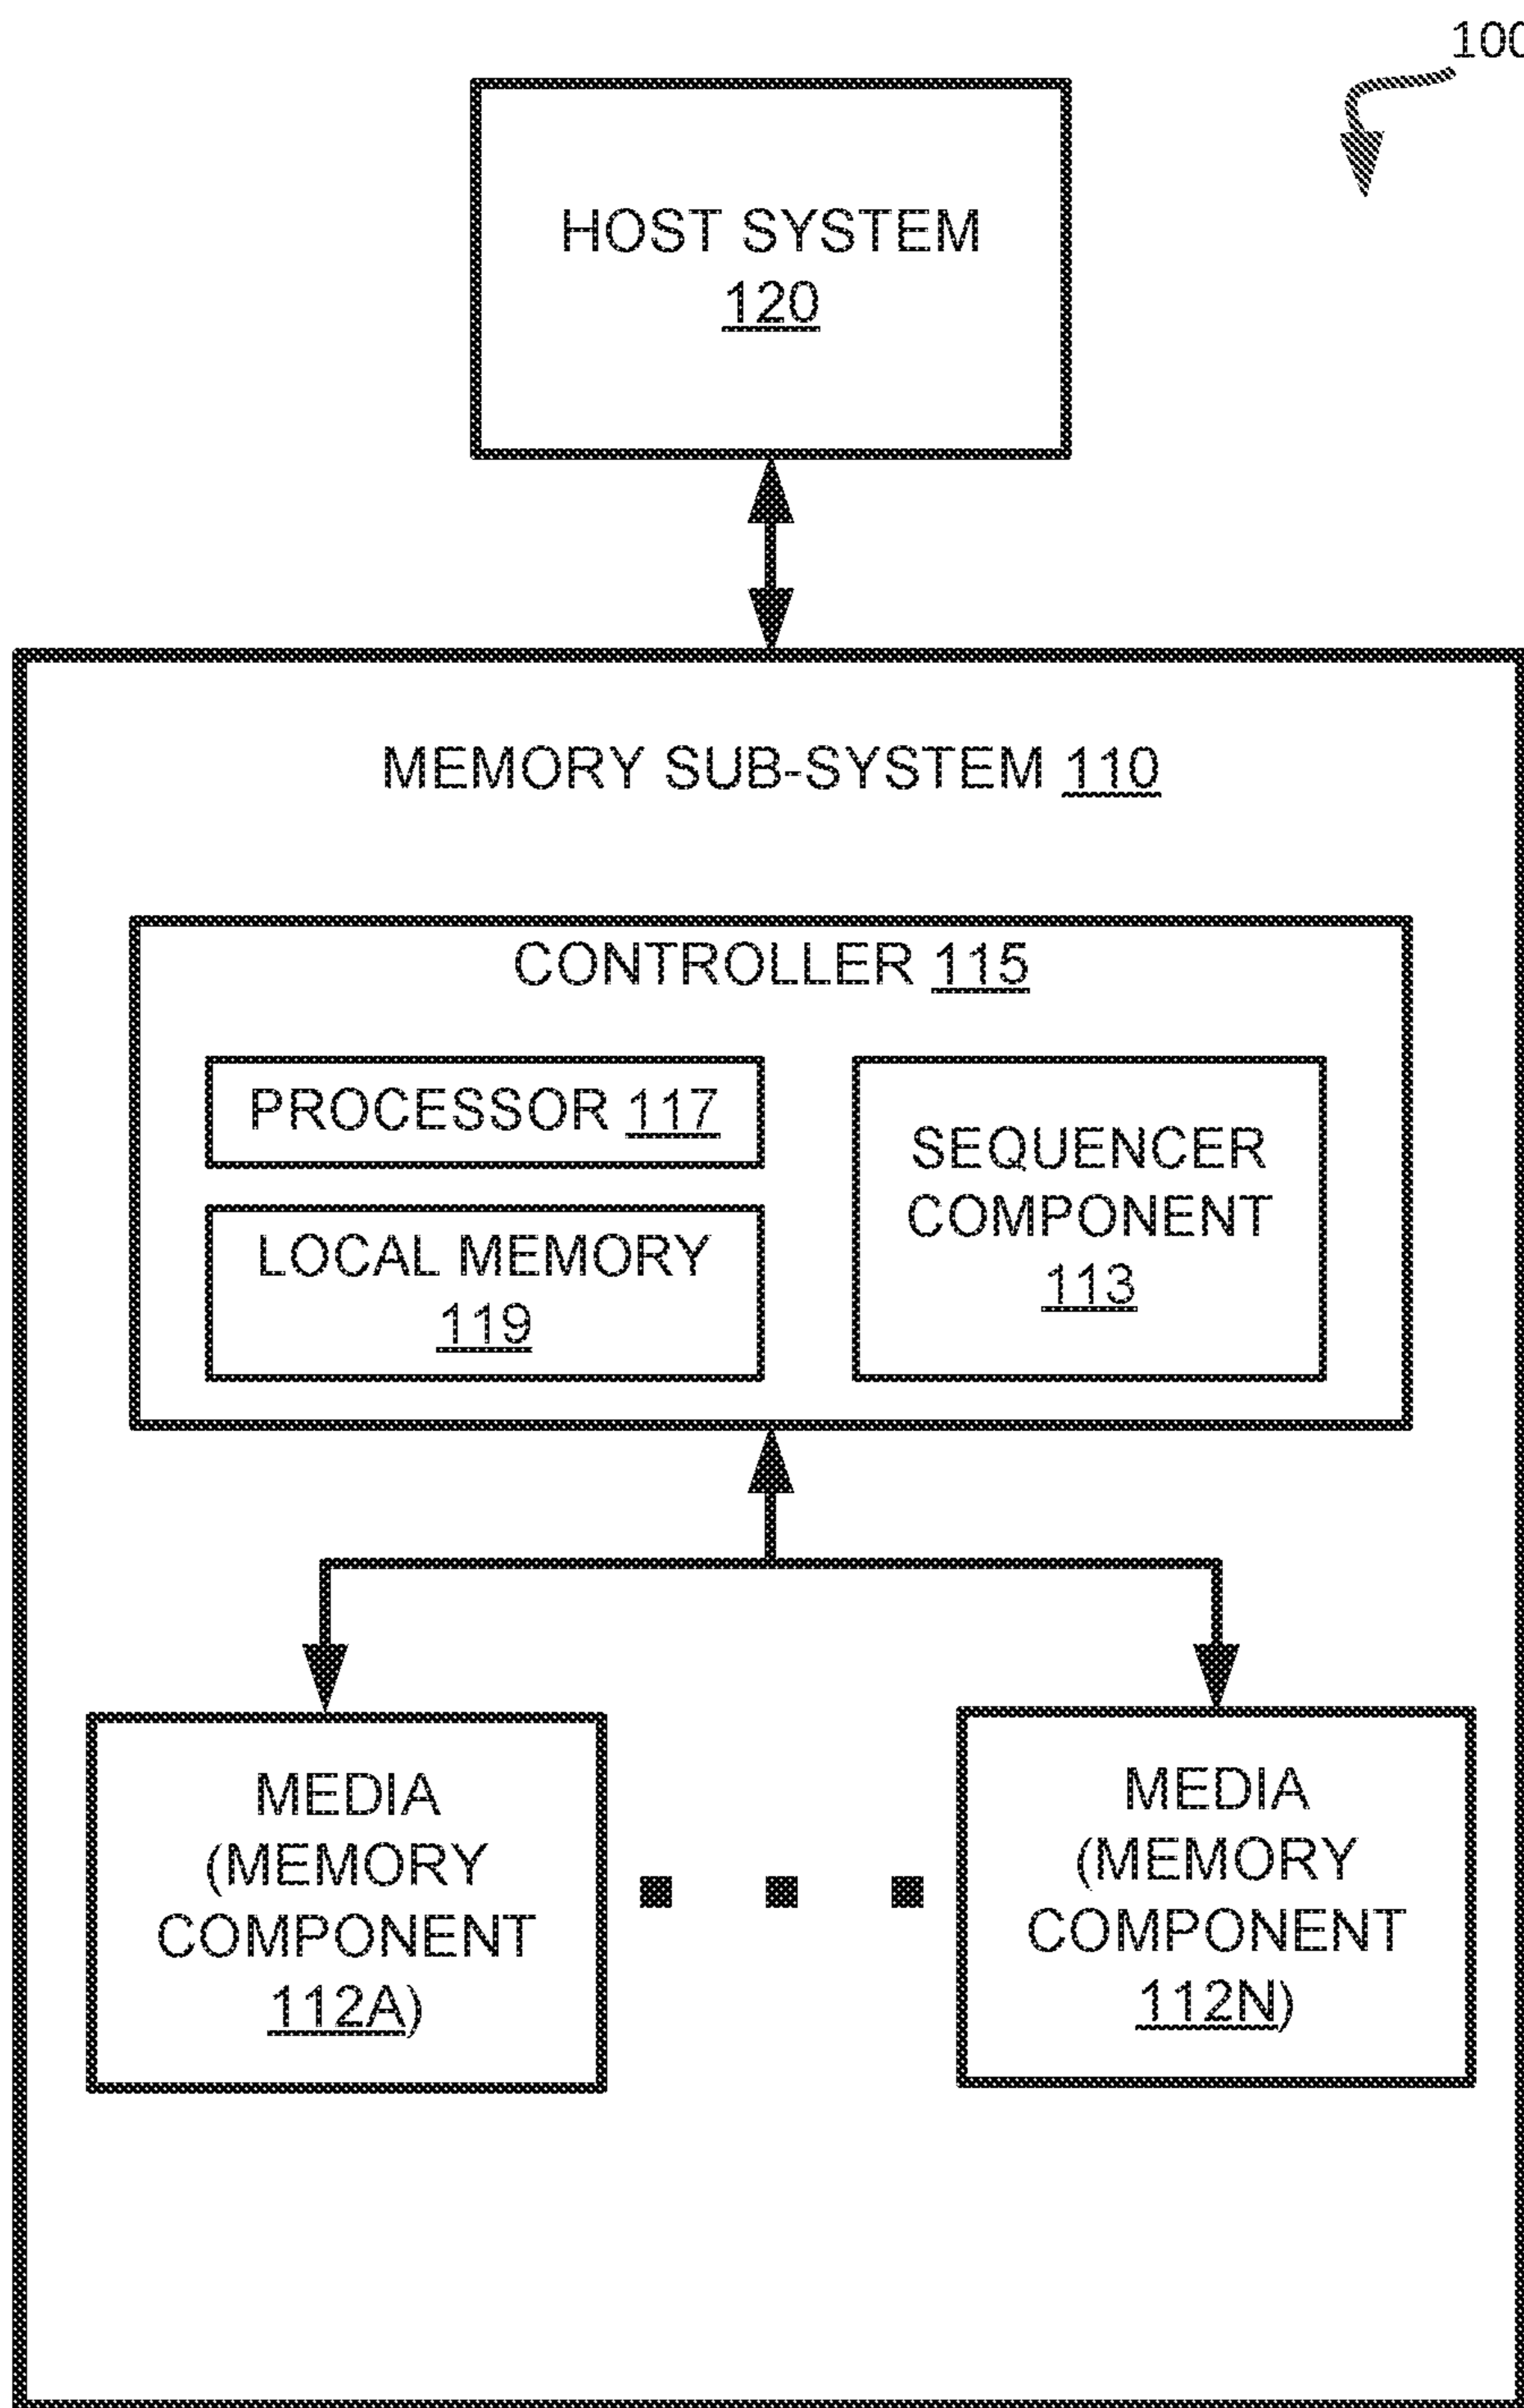 100
HOST SYSTEM
120
MEMORY SUB-SYSTEM 110
CONTROLLER 115
PROCESSOR 117
LOCAL MEMORY
119
SEQUENCER
COMPONENT
113
MEDIA
(MEMORY
COMPONENT
112A)
MEDIA
(MEMORY
COMPONENT
112N)